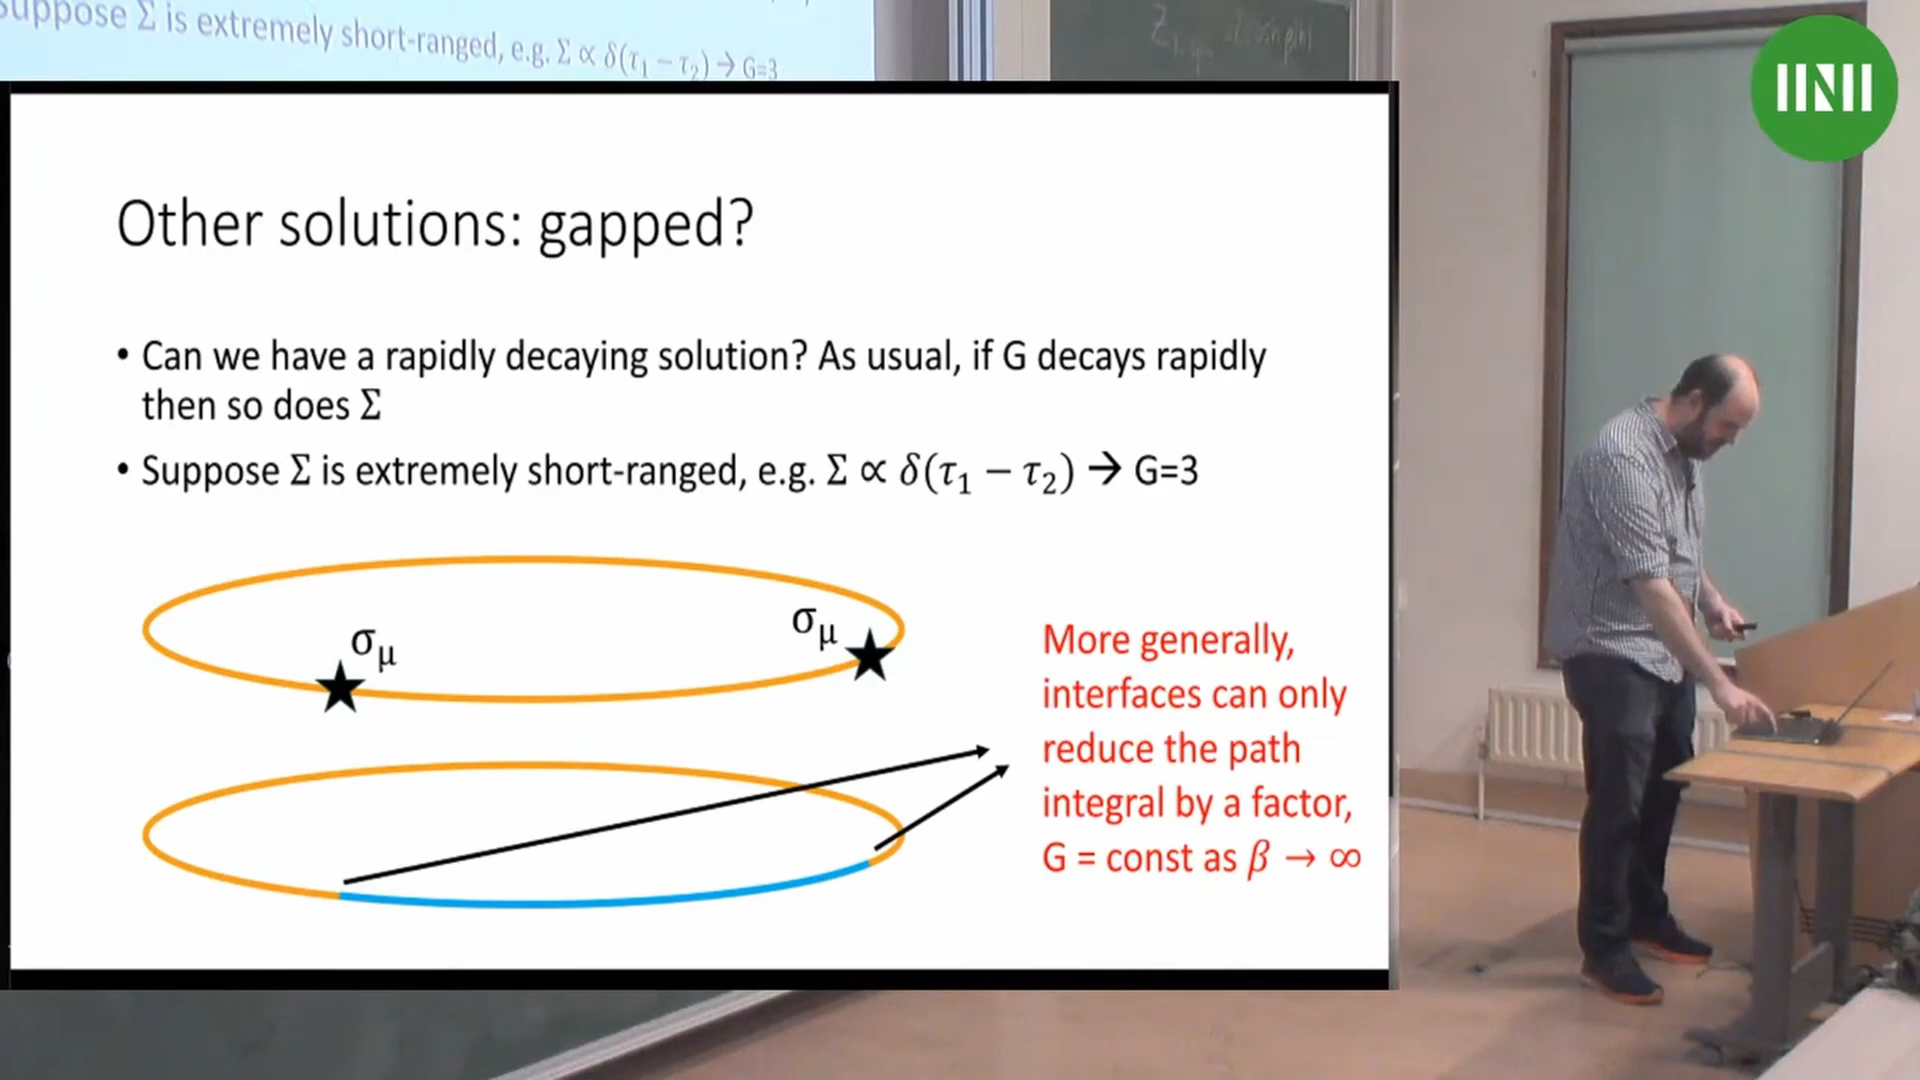 Suppose Σ is extremely short-ranged, e.g. Σ ∝ δ(τ₁ − τ₂) → G=3
Other solutions: gapped?
• Can we have a rapidly decaying solution? As usual, if G decays rapidly
then so does Σ
• Suppose Σ is extremely short-ranged, e.g. Σ ∝ δ(τ₁ − τ₂) → G=3
σμ
σμ
More generally,
interfaces can only
reduce the path
integral by a factor,
G = const as β → ∞